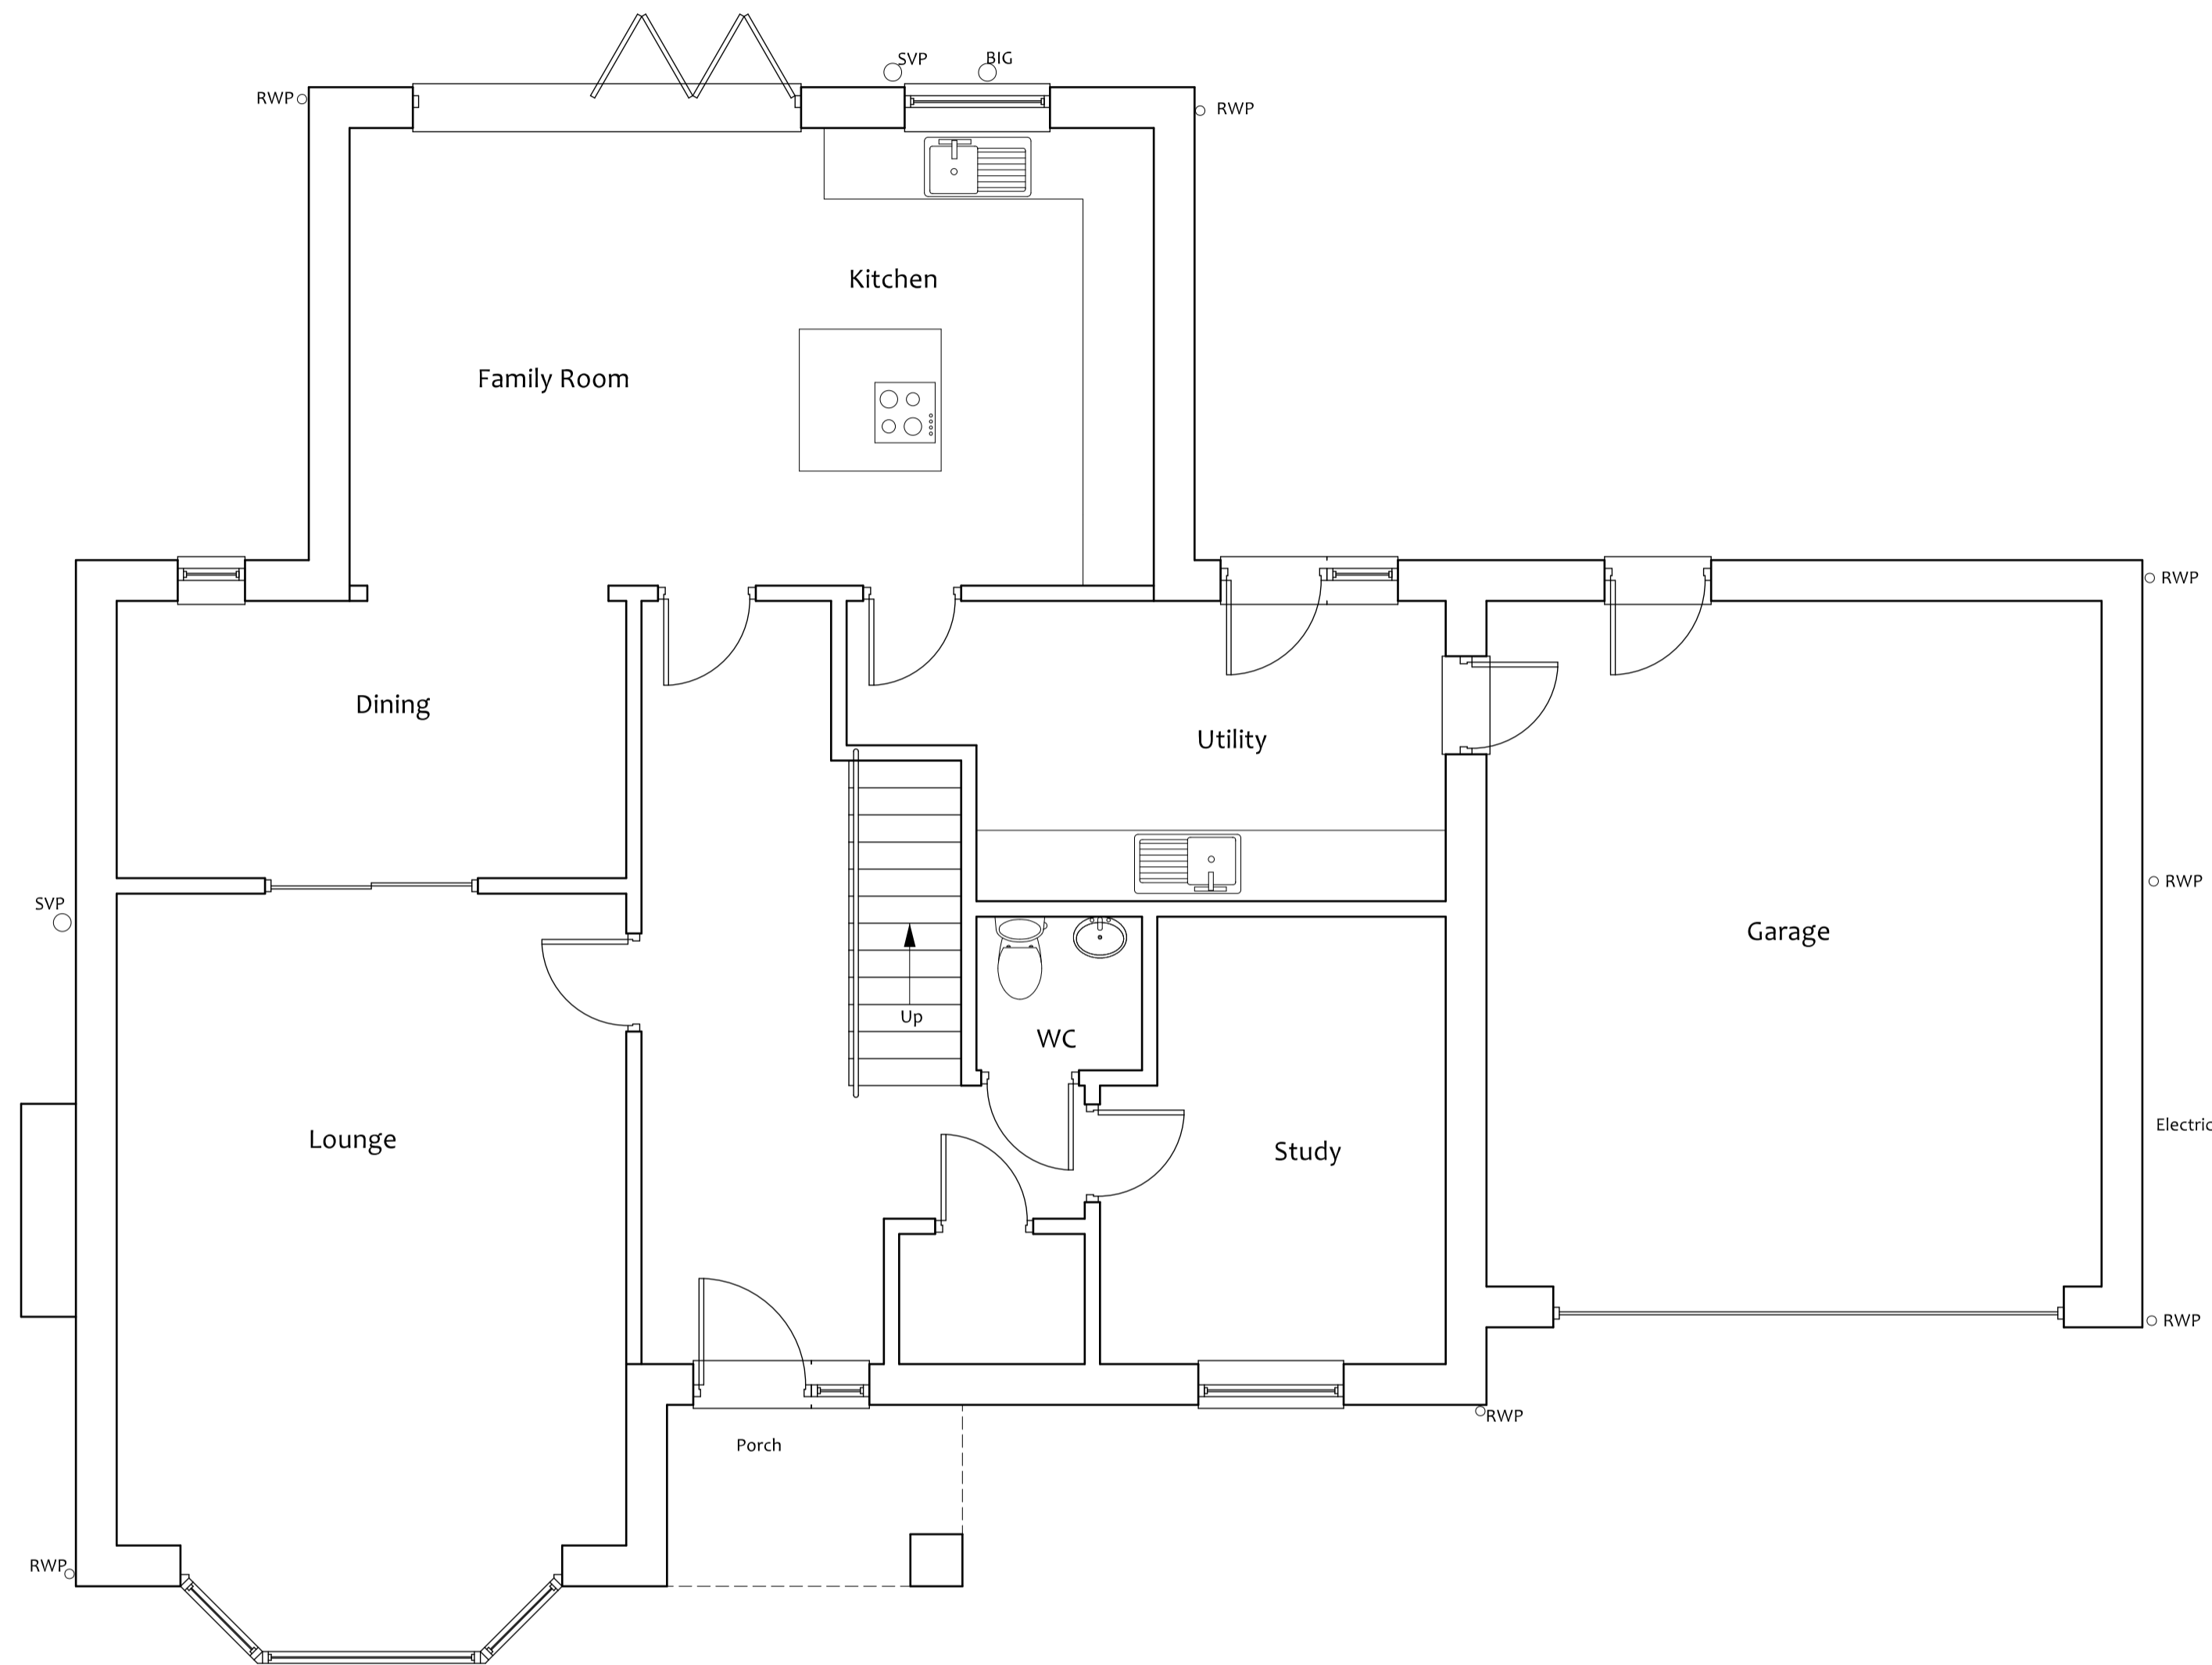 SVP
BIG
RWP
RWP
Kitchen
Family Room
RWP
Dining
Utility
RWP
SVP
Garage
Up
WC
Electric
Lounge
Study
RWP
RWP
Porch
RWP